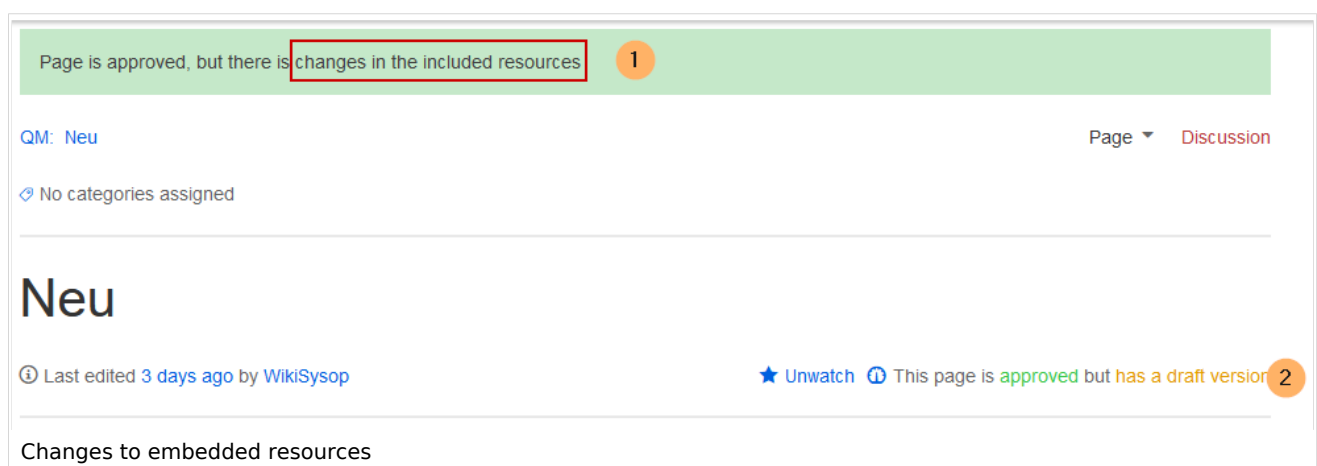 Page is approved, but there is changes in the included resources 1
QM: Neu Page Discussion
No categories assigned
Neu
Last edited 3 days ago by WikiSysop Unwatch This page is approved but has a draft version 2
Changes to embedded resources